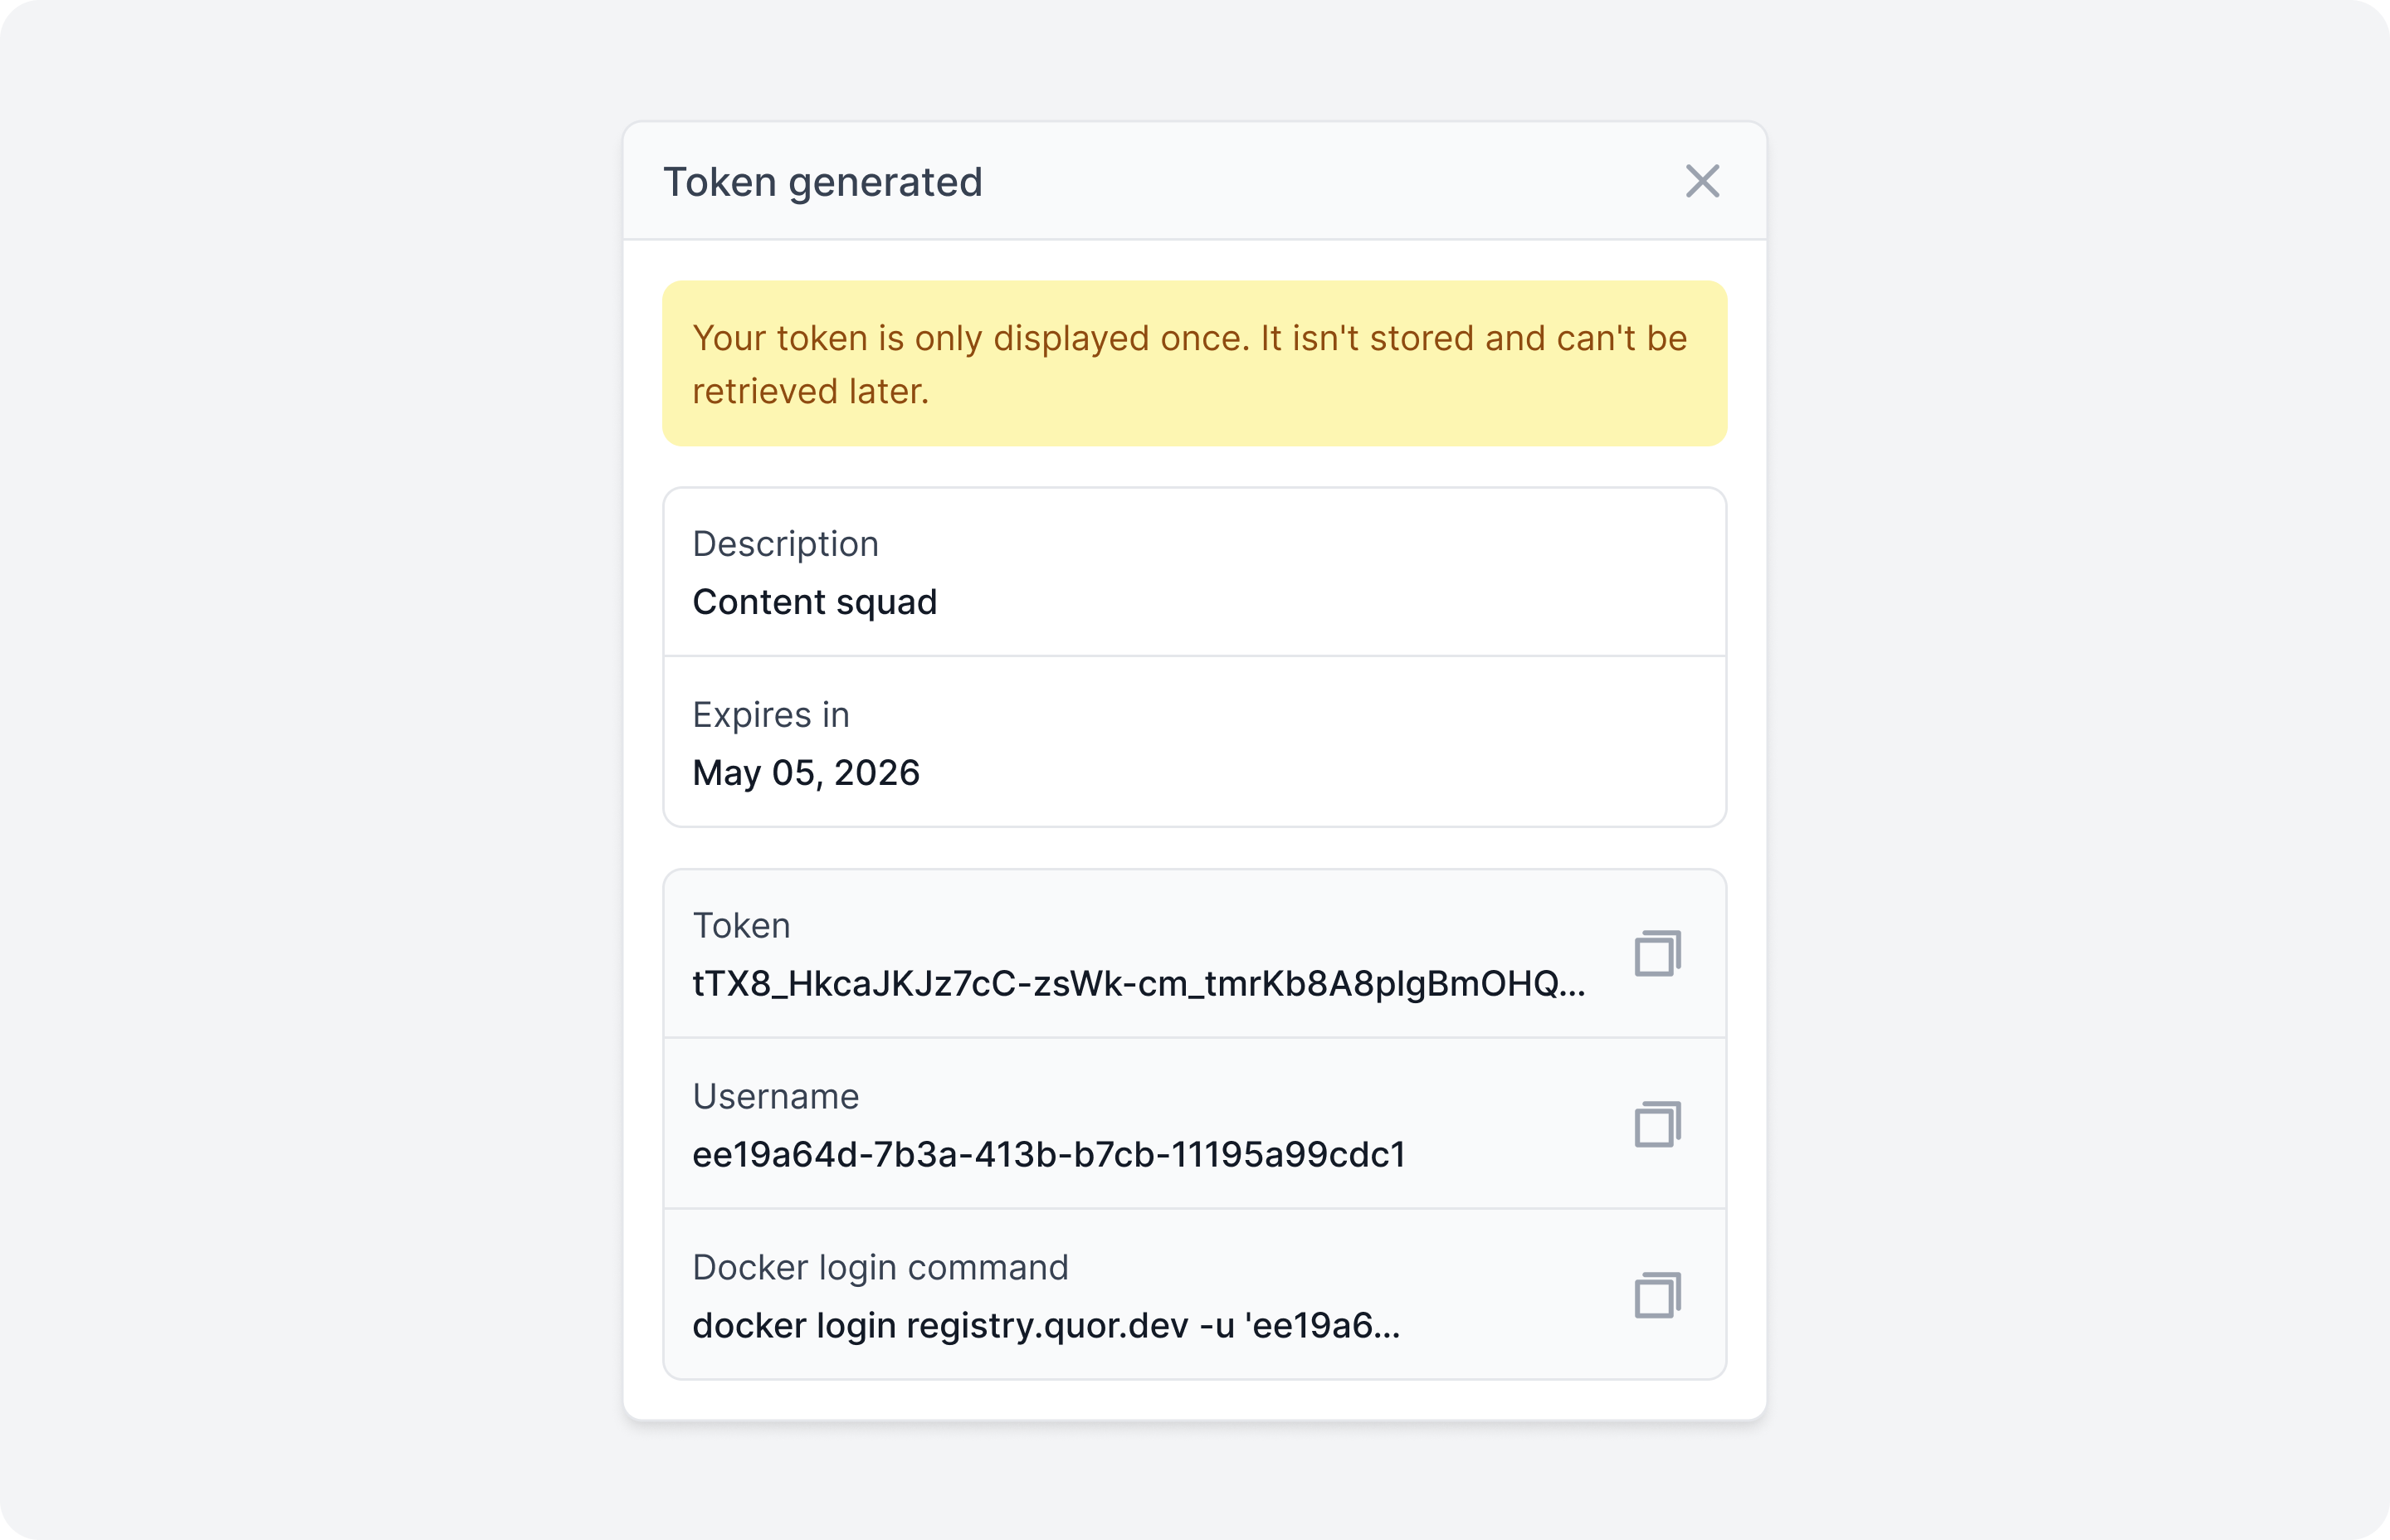 Token generated
Your token is only displayed once. It isn't stored and can't be
retrieved later.
Description
Content squad
Expires in
May 05, 2026
Token
tTX8_HkcaJKJz7cC-zsWk-cm_tmrKb8A8plgBmOHQ...
Username
ee19a64d-7b3a-413b-b7cb-11195a99cdc1
Docker login command
docker login registry.quor.dev -u 'ee19a6...